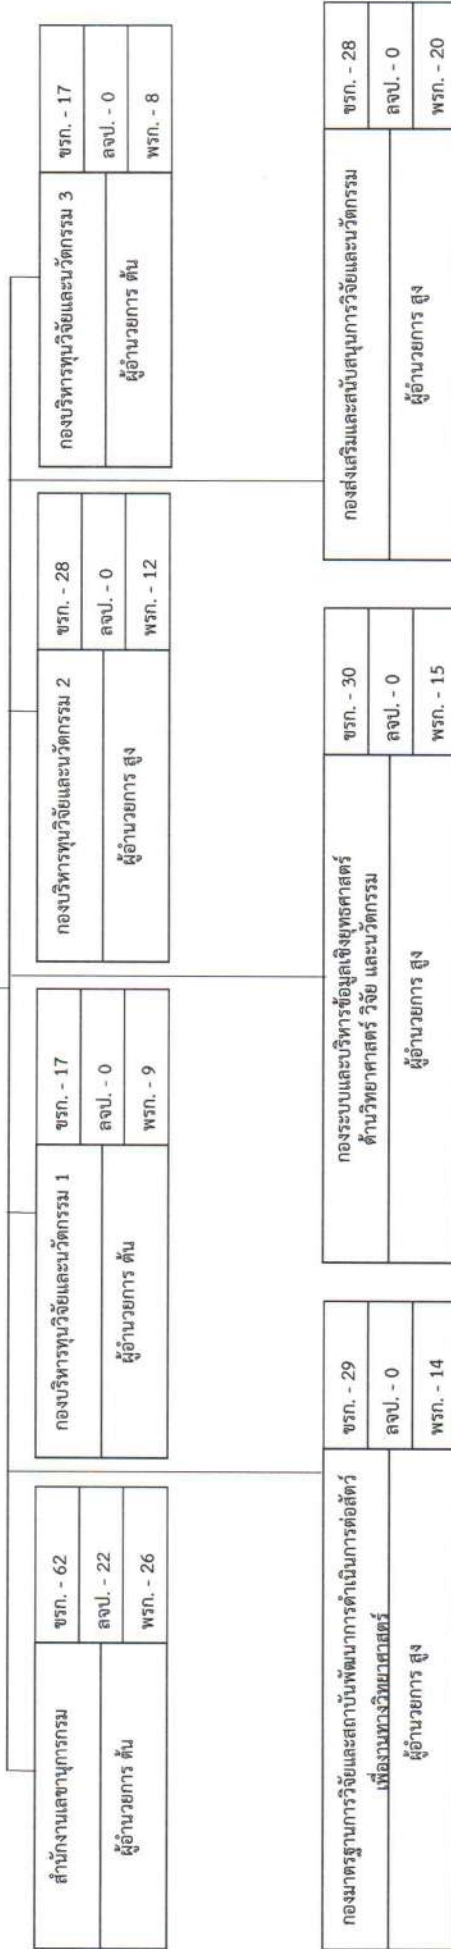 สำนักงานเลขานุการกรม
ผู้อำนวยการ ต้น
ขรก. - 62
ลจป. - 22
พรก. - 26
กองบริหารทุนวิจัยและนวัตกรรม 1
ผู้อำนวยการ ต้น
ขรก. - 17
ลจป. - 0
พรก. - 9
กองบริหารทุนวิจัยและนวัตกรรม 2
ผู้อำนวยการ สูง
ขรก. - 28
ลจป. - 0
พรก. - 12
กองบริหารทุนวิจัยและนวัตกรรม 3
ผู้อำนวยการ ต้น
ขรก. - 17
ลจป. - 0
พรก. - 8
กองมาตรฐานการวิจัยและสถาบันพัฒนาการดำเนินการต่อสัตว์
เพื่องานทางวิทยาศาสตร์
ผู้อำนวยการ สูง
ขรก. - 29
ลจป. - 0
พรก. - 14
กองระบบและบริหารข้อมูลเชิงยุทธศาสตร์
ด้านวิทยาศาสตร์ วิจัย และนวัตกรรม
ผู้อำนวยการ สูง
ขรก. - 30
ลจป. - 0
พรก. - 15
กองส่งเสริมและสนับสนุนการวิจัยและนวัตกรรม
ผู้อำนวยการ สูง
ขรก. - 28
ลจป. - 0
พรก. - 20